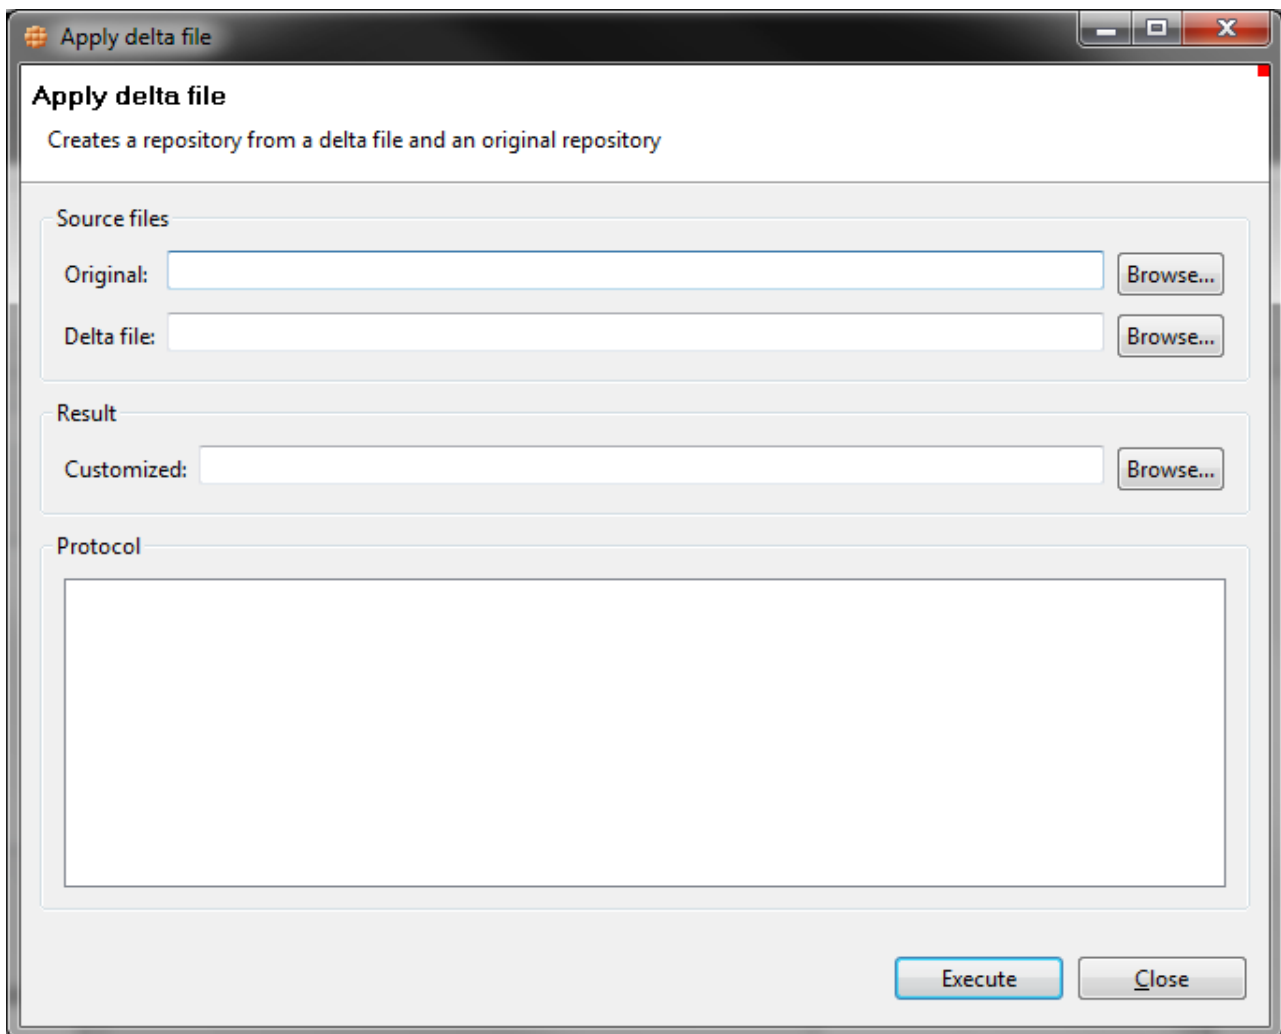 Apply delta file
Apply delta file
Creates a repository from a delta file and an original repository
Source files
Original: Browse...
Delta file: Browse...
Result
Customized: Browse...
Protocol
Execute Close